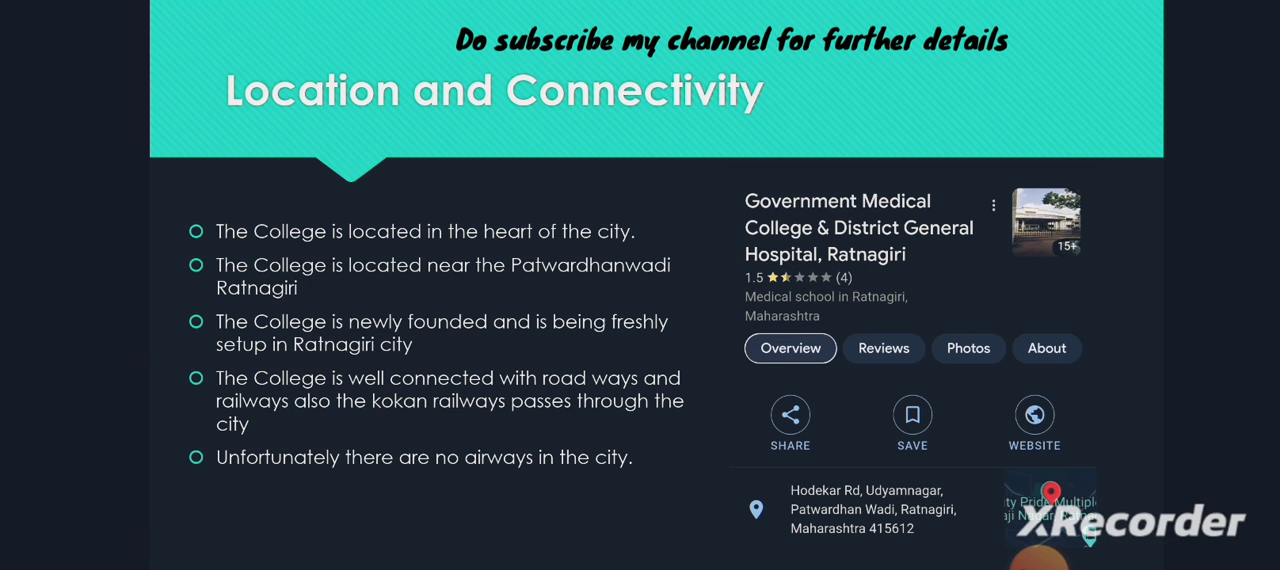 Do subscribe my channel for further details
Location and Connectivity
The College is located in the heart of the city.
The College is located near the Patwardhanwadi
Ratnagiri
The College is newly founded and is being freshly
setup in Ratnagiri city
The College is well connected with road ways and
railways also the kokan railways passes through the
city
Unfortunately there are no airways in the city.
Government Medical
College & District General
Hospital, Ratnagiri
15+
1.5 (4)
Medical school in Ratnagiri,
Maharashtra
Overview Reviews Photos About
SHARE SAVE WEBSITE
Hodekar Rd, Udyamnagar,
Patwardhan Wadi, Ratnagiri,
Maharashtra 415612
Pride
XRecorder